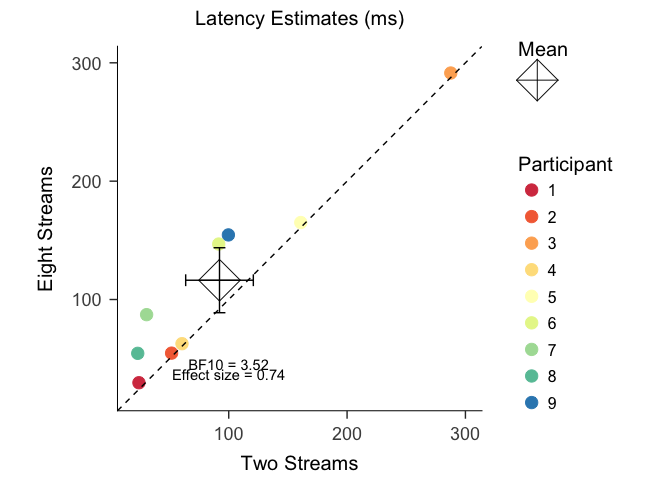 Latency Estimates (ms)
Eight Streams
300
200
100
BF10 = 3.52
Effect size = 0.74
100
200
300
Two Streams
Mean
Participant
1
2
3
4
5
6
7
8
9